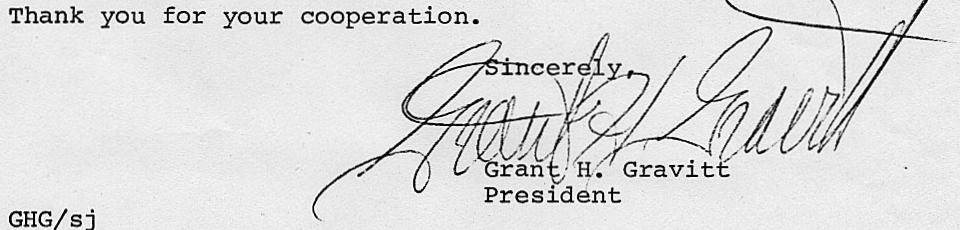 Thank you for your cooperation.
Sincerely,
Grant H Gravitt
Grant H. Gravitt
President
GHG/sj